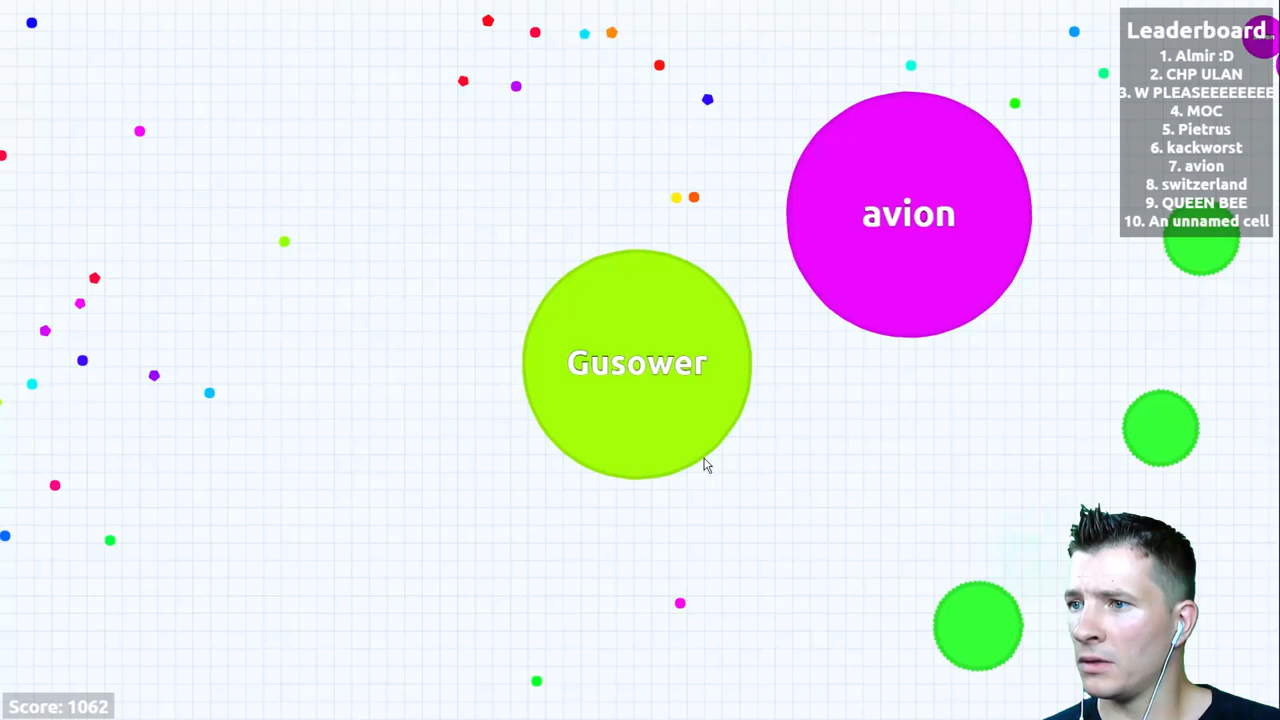 Leaderboard
1. Almir :D
2. CHP ULAN
3. W PLEASEEEEEEEE
4. MOC
5. Pietrus
6. kackworst
7. avion
8. switzerland
9. QUEEN BEE
10. An unnamed cell
avion
Gusower
Score: 1062